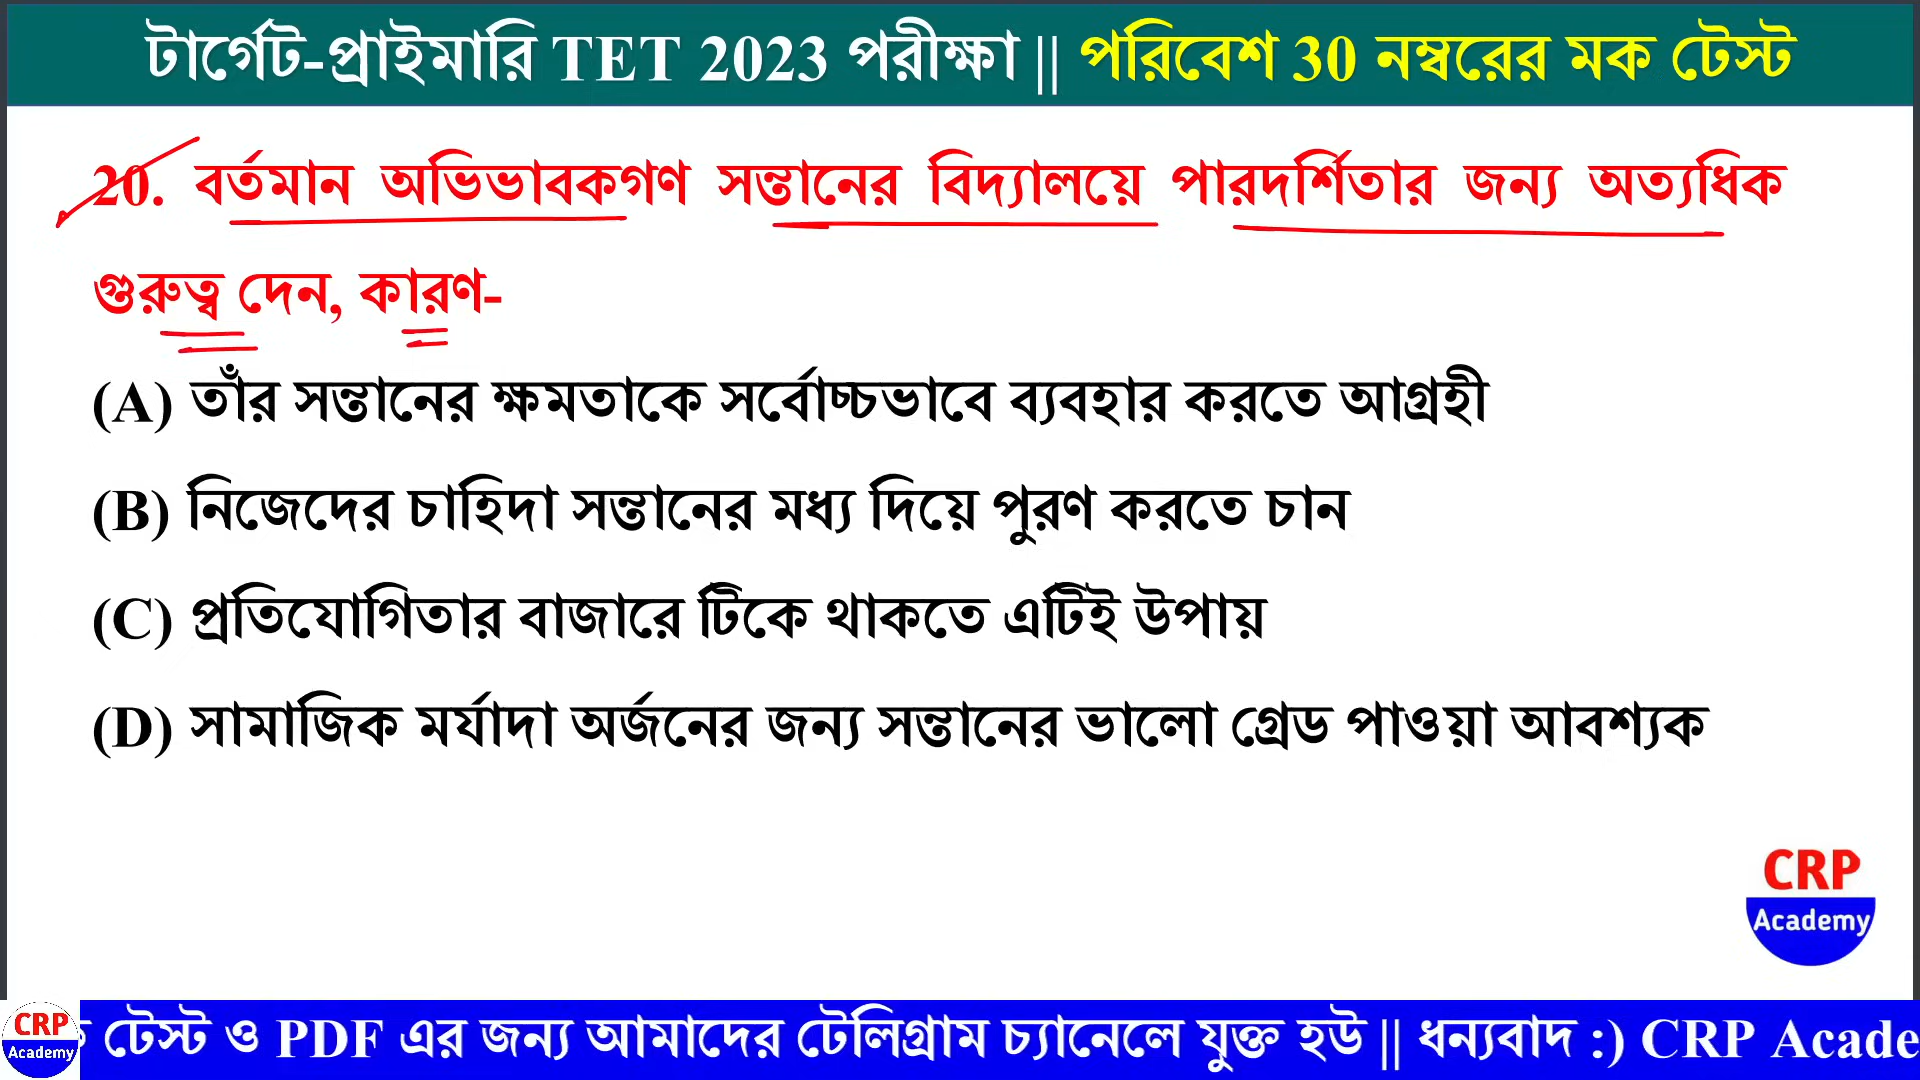 টার্গেট-প্রাইমারি TET 2023 পরীক্ষা || পরিবেশ 30 নম্বরের মক টেস্ট
20. বর্তমান অভিভাবকগণ সন্তানের বিদ্যালয়ে পারদর্শিতার জন্য অত্যধিক
গুরুত্ব দেন, কারণ-
(A) তাঁর সন্তানের ক্ষমতাকে সর্বোচ্চভাবে ব্যবহার করতে আগ্রহী
(B) নিজেদের চাহিদা সন্তানের মধ্য দিয়ে পুরণ করতে চান
(C) প্রতিযোগিতার বাজারে টিকে থাকতে এটিই উপায়
(D) সামাজিক মর্যাদা অর্জনের জন্য সন্তানের ভালো গ্রেড পাওয়া আবশ্যক
CRP
Academy
CRP
Academy
টেস্ট ও PDF এর জন্য আমাদের টেলিগ্রাম চ্যানেলে যুক্ত হউ || ধন্যবাদ :) CRP Acade